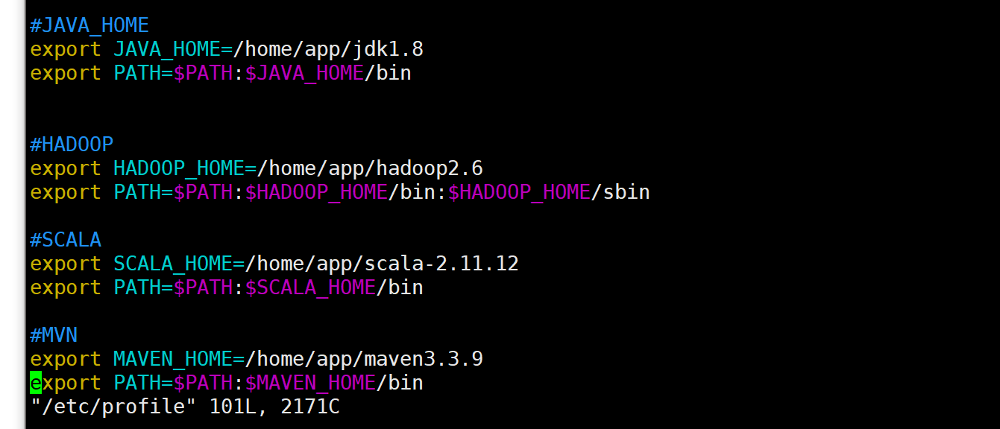 #JAVA_HOME
export JAVA_HOME=/home/app/jdk1.8
export PATH=$PATH:$JAVA_HOME/bin
#HADOOP
export HADOOP_HOME=/home/app/hadoop2.6
export PATH=$PATH:$HADOOP_HOME/bin:$HADOOP_HOME/sbin
#SCALA
export SCALA_HOME=/home/app/scala-2.11.12
export PATH=$PATH:$SCALA_HOME/bin
#MVN
export MAVEN_HOME=/home/app/maven3.3.9
export PATH=$PATH:$MAVEN_HOME/bin
"/etc/profile" 101L, 2171C